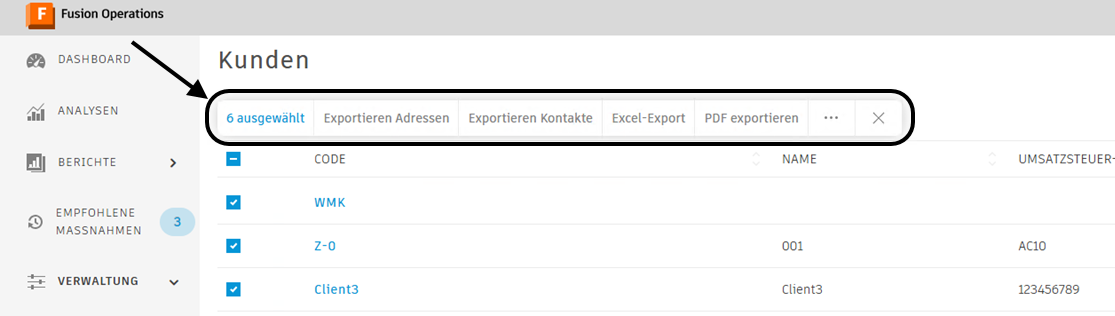 F Fusion Operations
DASHBOARD
ANALYSEN
BERICHTE
EMPFOHLENE
MASSNAHMEN
3
VERWALTUNG
Kunden
6 ausgewählt Exportieren Adressen Exportieren Kontakte Excel-Export PDF exportieren ...
CODE NAME UMSATZSTEUER-
WMK
Z-0 001 AC10
Client3 Client3 123456789